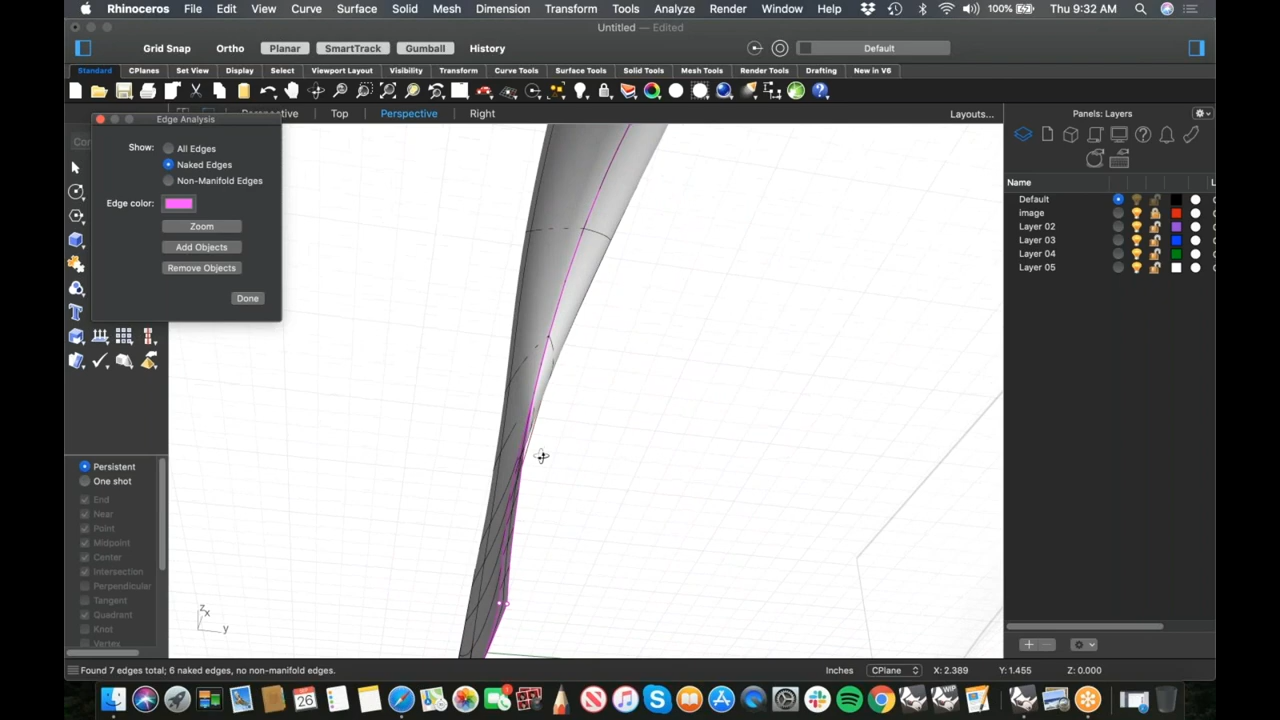 Rhinoceros File Edit View Curve Surface Solid Mesh Dimension Transform Tools Analyze Render Window Help 100% Thu 9:32 AM
Untitled — Edited
Grid Snap Ortho Planar SmartTrack Gumball History Default
Standard CPlanes Set View Display Select Viewport Layout Visibility Transform Curve Tools Surface Tools Solid Tools Mesh Tools Render Tools Drafting New in V6
Perspective Top Perspective Right Layouts... Panels: Layers
Edge Analysis
Show: All Edges
Naked Edges
Non-Manifold Edges
Edge color:
Zoom
Add Objects
Remove Objects
Done
Name
Default
image
Layer 02
Layer 03
Layer 04
Layer 05
Persistent
One shot
End
Near
Point
Midpoint
Center
Intersection
Perpendicular
Tangent
Quadrant
Knot
Vertex
z x
y
Found 7 edges total; 6 naked edges, no non-manifold edges. Inches CPlane X: 2.389 Y: 1.455 Z: 0.000